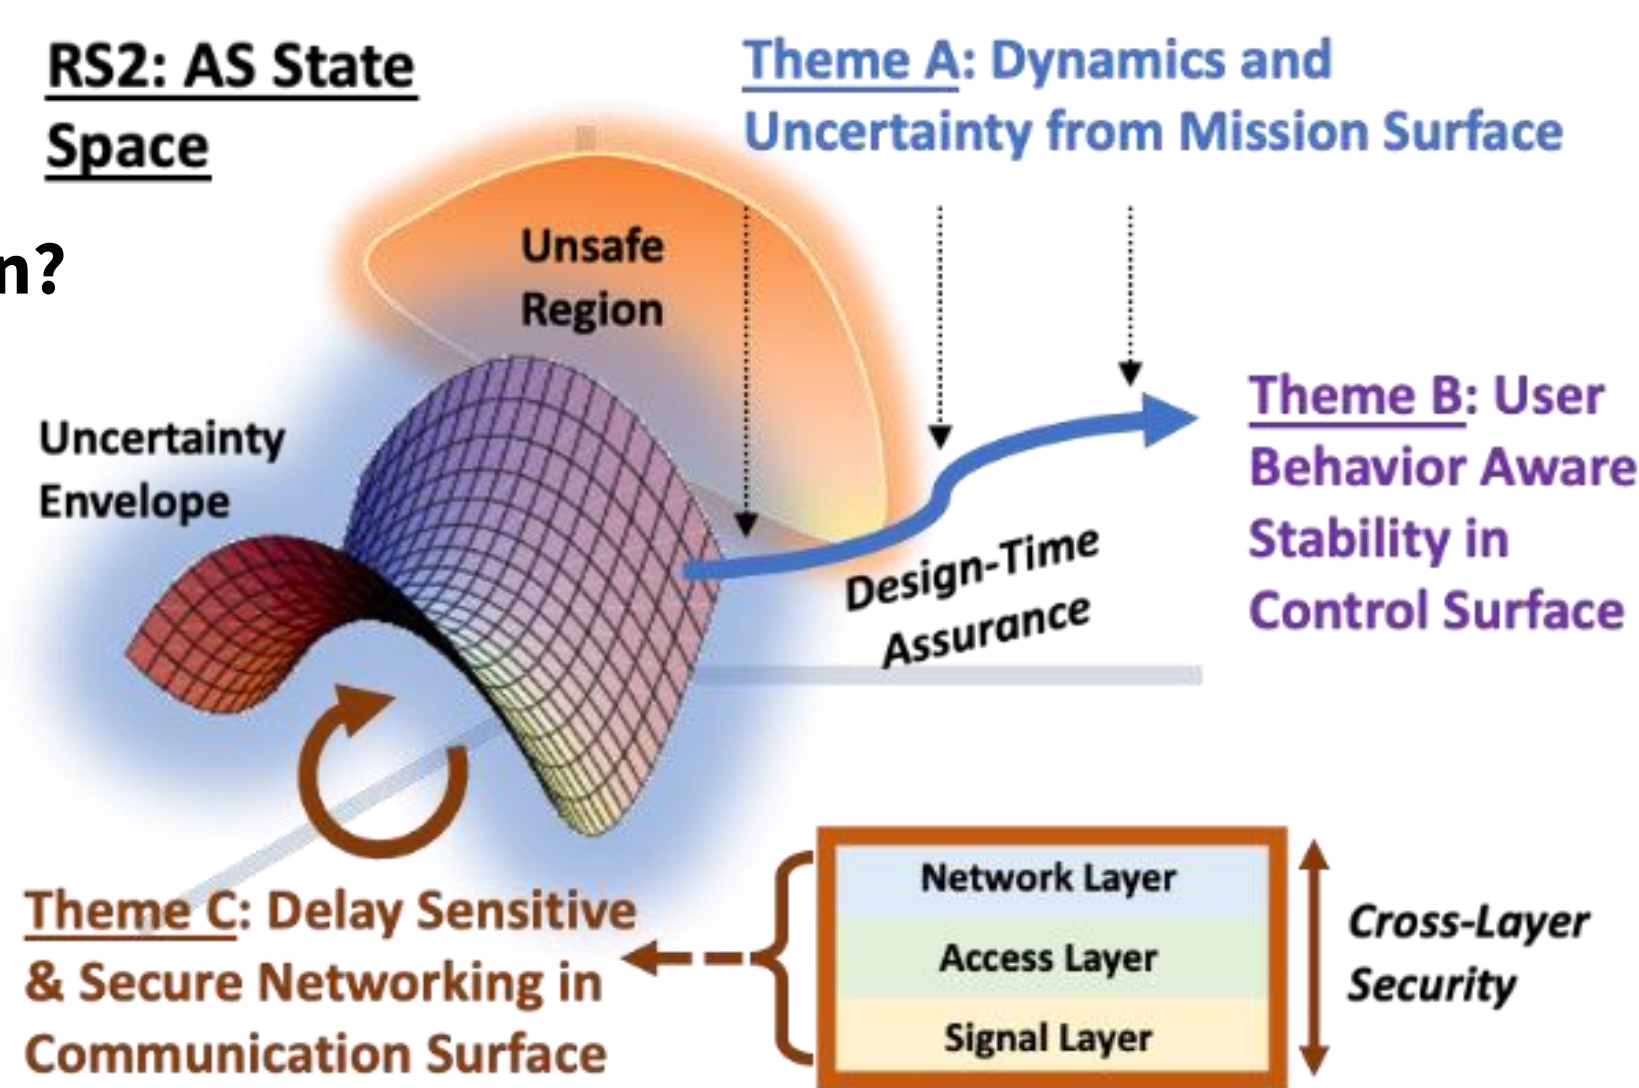 RS2: AS State
Space
Theme A: Dynamics and
Uncertainty from Mission Surface
n?
Unsafe
Region
Uncertainty
Envelope
Theme B: User
Behavior Aware
Stability in
Control Surface
Design-Time
Assurance
Theme C: Delay Sensitive
& Secure Networking in
Communication Surface
Network Layer
Access Layer
Signal Layer
Cross-Layer
Security